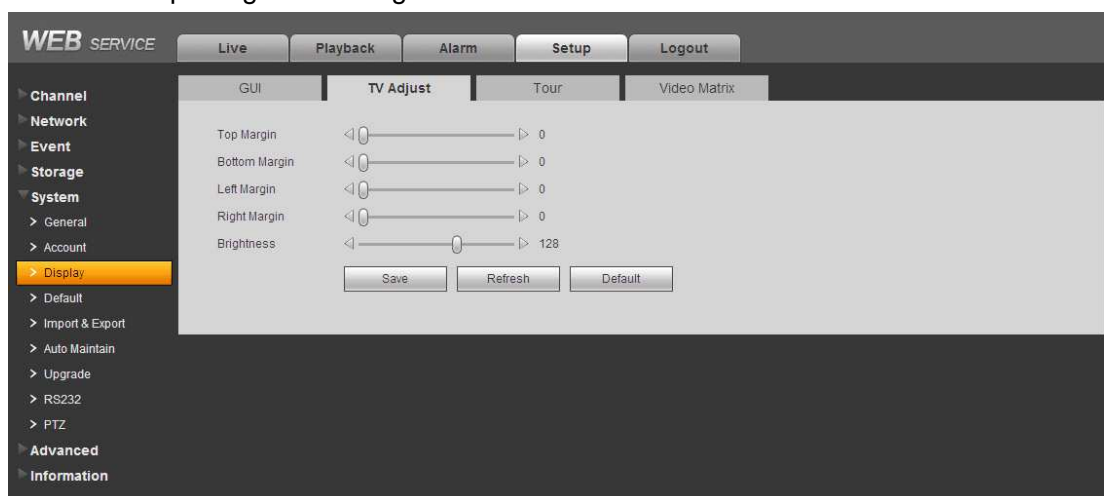 WEB SERVICE
Live Playback Alarm Setup Logout
GUI TV Adjust Tour Video Matrix
Channel
Network
Event
Storage
System
> General
> Account
> Display
> Default
> Import & Export
> Auto Maintain
> Upgrade
> RS232
> PTZ
Advanced
Information
Top Margin 0
Bottom Margin 0
Left Margin 0
Right Margin 0
Brightness 128
Save Refresh Default